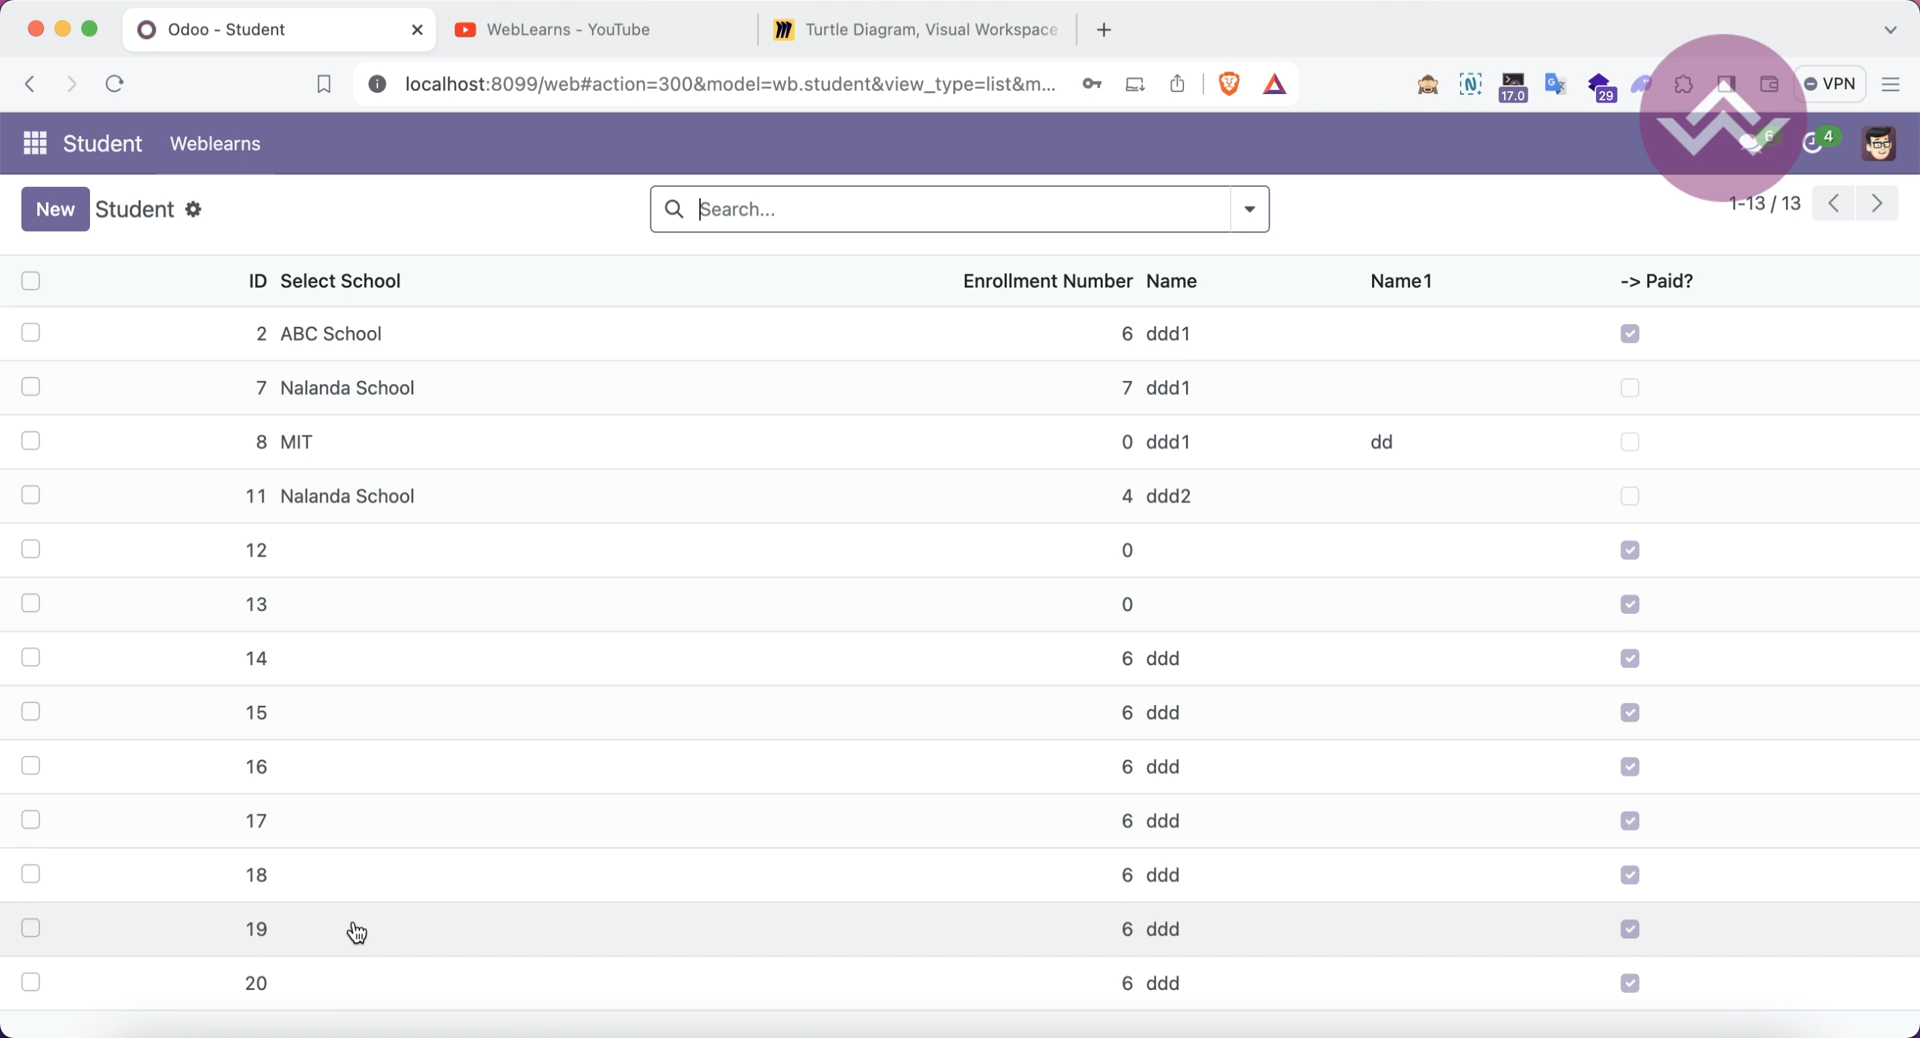 Odoo - Student
WebLearns - YouTube
Turtle Diagram, Visual Workspace
localhost:8099/web#action=300&model=wb.student&view_type=list&m...
17.0
29
VPN
Student
Weblearns
6
4
New
Student
Search...
1-13 / 13
ID Select School Enrollment Number Name Name1 -> Paid?
2 ABC School 6 ddd1
7 Nalanda School 7 ddd1
8 MIT 0 ddd1 dd
11 Nalanda School 4 ddd2
12 0
13 0
14 6 ddd
15 6 ddd
16 6 ddd
17 6 ddd
18 6 ddd
19 6 ddd
20 6 ddd